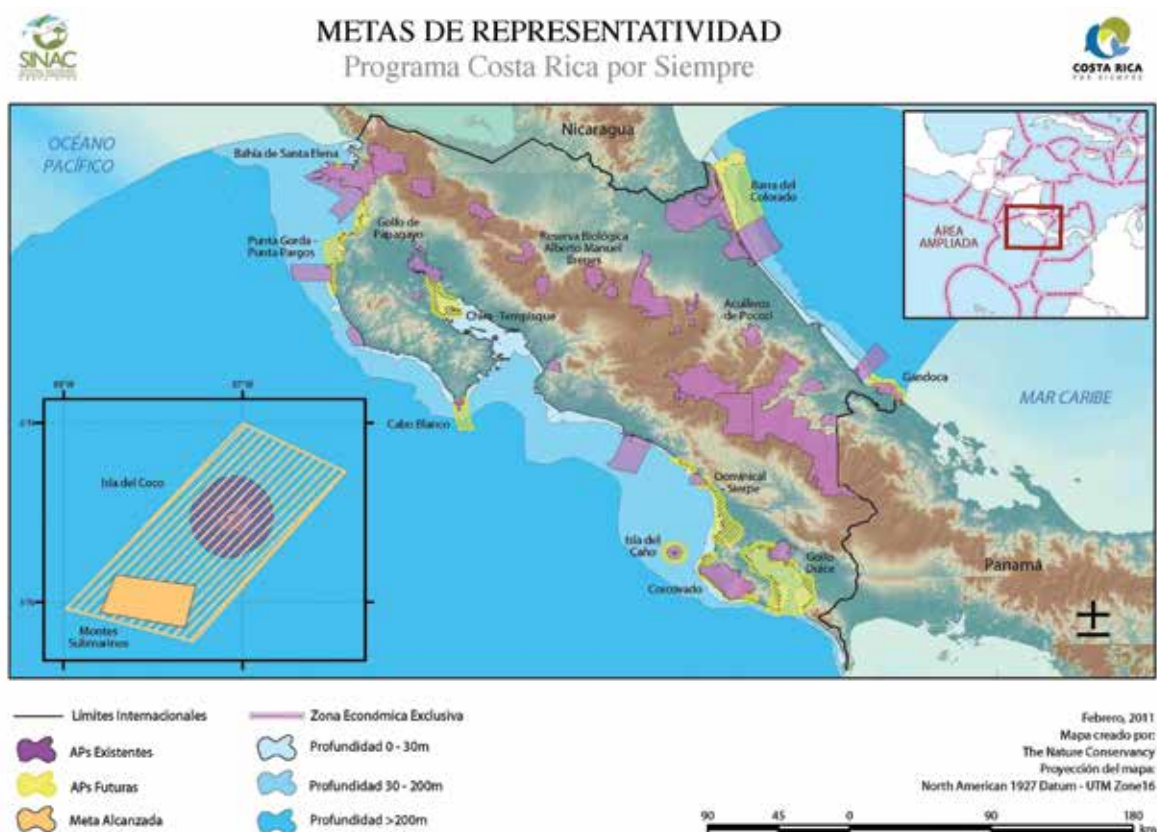 SINAC
METAS DE REPRESENTATIVIDAD
Programa Costa Rica por Siempre
COSTA RICA
POR SIEMPRE
OCÉANO
PACÍFICO
Nicaragua
Bahía de Santa Elena
Barra del
Colorado
ÁREA
AMPLIADA
Golfo de
Papagayo
Punta Gorda -
Punta Pargos
Reserva Biológica
Alberto Manuel
Brenes
Chira - Tempisque
Acuíferos
de Pococí
Gandoca
MAR CARIBE
Cabo Blanco
Isla del Coco
Dominical
- Sierpe
Isla del
Caño
Golfo
Dulce
Corcovado
Panamá
Montes
Submarinos
Límites Internacionales
APs Existentes
APs Futuras
Meta Alcanzada
Zona Económica Exclusiva
Profundidad 0 - 30m
Profundidad 30 - 200m
Profundidad >200m
Febrero, 2011
Mapa creado por:
The Nature Conservancy
Proyección del mapa:
North American 1927 Datum - UTM Zone16
90 45 0 90 180
km